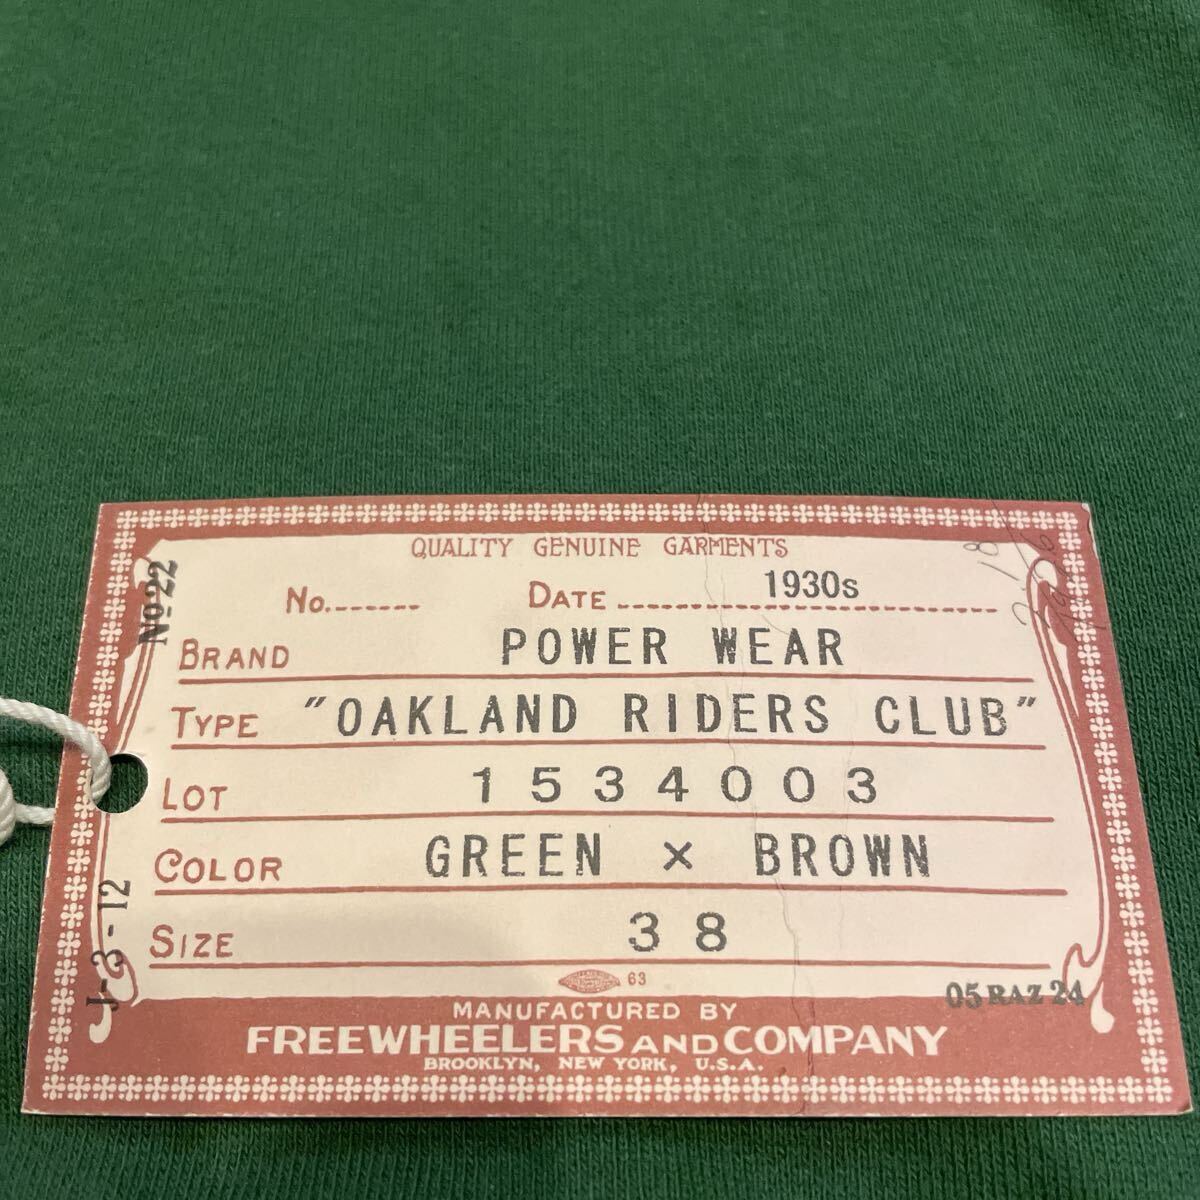 QUALITY GENUINE GARMENTS
No.
DATE 1930s
BRAND POWER WEAR
TYPE "OAKLAND RIDERS CLUB"
LOT 1534003
COLOR GREEN × BROWN
SIZE 38
63
MANUFACTURED BY
FREEWHEELERS AND COMPANY
BROOKLYN, NEW YORK, U.S.A.
No 22
J-3-12
05 RAZ 24